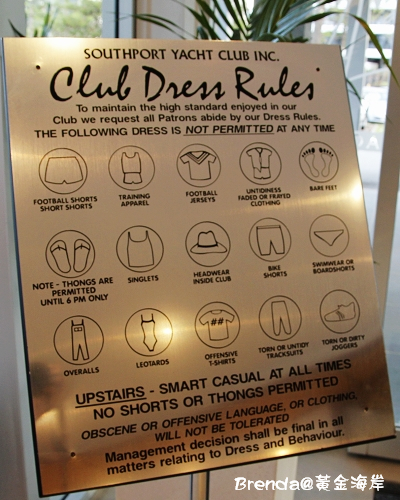 SOUTHPORT YACHT CLUB INC.
Club Dress Rules
To maintain the high standard enjoyed in our
Club we request all Patrons abide by our Dress Rules.
THE FOLLOWING DRESS IS NOT PERMITTED AT ANY TIME
FOOTBALL SHORTS
SHORT SHORTS
TRAINING
APPAREL
FOOTBALL
JERSEYS
UNTIDINESS
FADED OR FRAYED
CLOTHING
BARE FEET
NOTE - THONGS ARE
PERMITTED
UNTIL 6 PM ONLY
SINGLETS
HEADWEAR
INSIDE CLUB
BIKE
SHORTS
SWIMWEAR OR
BOARDSHORTS
OVERALLS
LEOTARDS
##
OFFENSIVE
T-SHIRTS
TORN OR UNTIDY
TRACKSUITS
TORN OR DIRTY
JOGGERS
UPSTAIRS - SMART CASUAL AT ALL TIMES
NO SHORTS OR THONGS PERMITTED
OBSCENE OR OFFENSIVE LANGUAGE, OR CLOTHING,
WILL NOT BE TOLERATED
Management decision shall be final in all
matters relating to Dress and Behaviour.
Brenda@黃金海岸